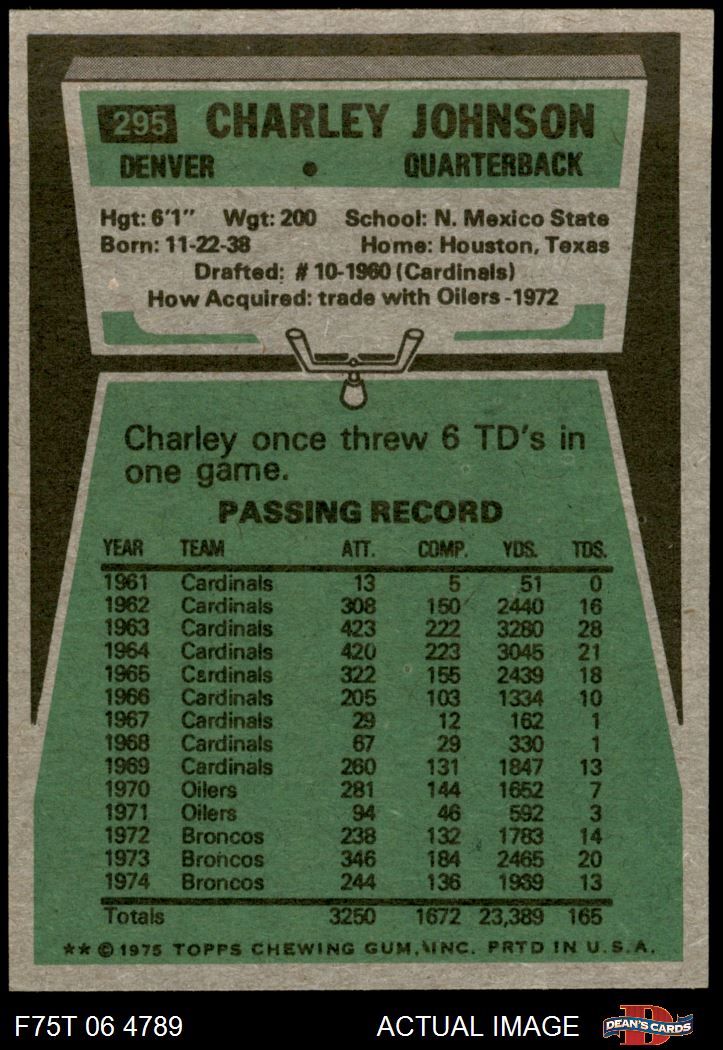 295 CHARLEY JOHNSON
DENVER • QUARTERBACK
Hgt: 6'1" Wgt: 200 School: N. Mexico State
Born: 11-22-38 Home: Houston, Texas
Drafted: #10-1960 (Cardinals)
How Acquired: trade with Oilers -1972
Charley once threw 6 TD's in
one game.
PASSING RECORD
YEAR TEAM ATT. COMP. YDS. TDS.
1961 Cardinals 13 5 51 0
1962 Cardinals 308 150 2440 16
1963 Cardinals 423 222 3280 28
1964 Cardinals 420 223 3045 21
1965 Cardinals 322 155 2439 18
1966 Cardinals 205 103 1334 10
1967 Cardinals 29 12 162 1
1968 Cardinals 67 29 330 1
1969 Cardinals 260 131 1847 13
1970 Oilers 281 144 1652 7
1971 Oilers 94 46 592 3
1972 Broncos 238 132 1783 14
1973 Broncos 346 184 2465 20
1974 Broncos 244 136 1969 13
Totals 3250 1672 23,389 165
** © 1975 TOPPS CHEWING GUM, INC. PRTD IN U.S.A.
F75T 06 4789 ACTUAL IMAGE D DEAN'S CARDS